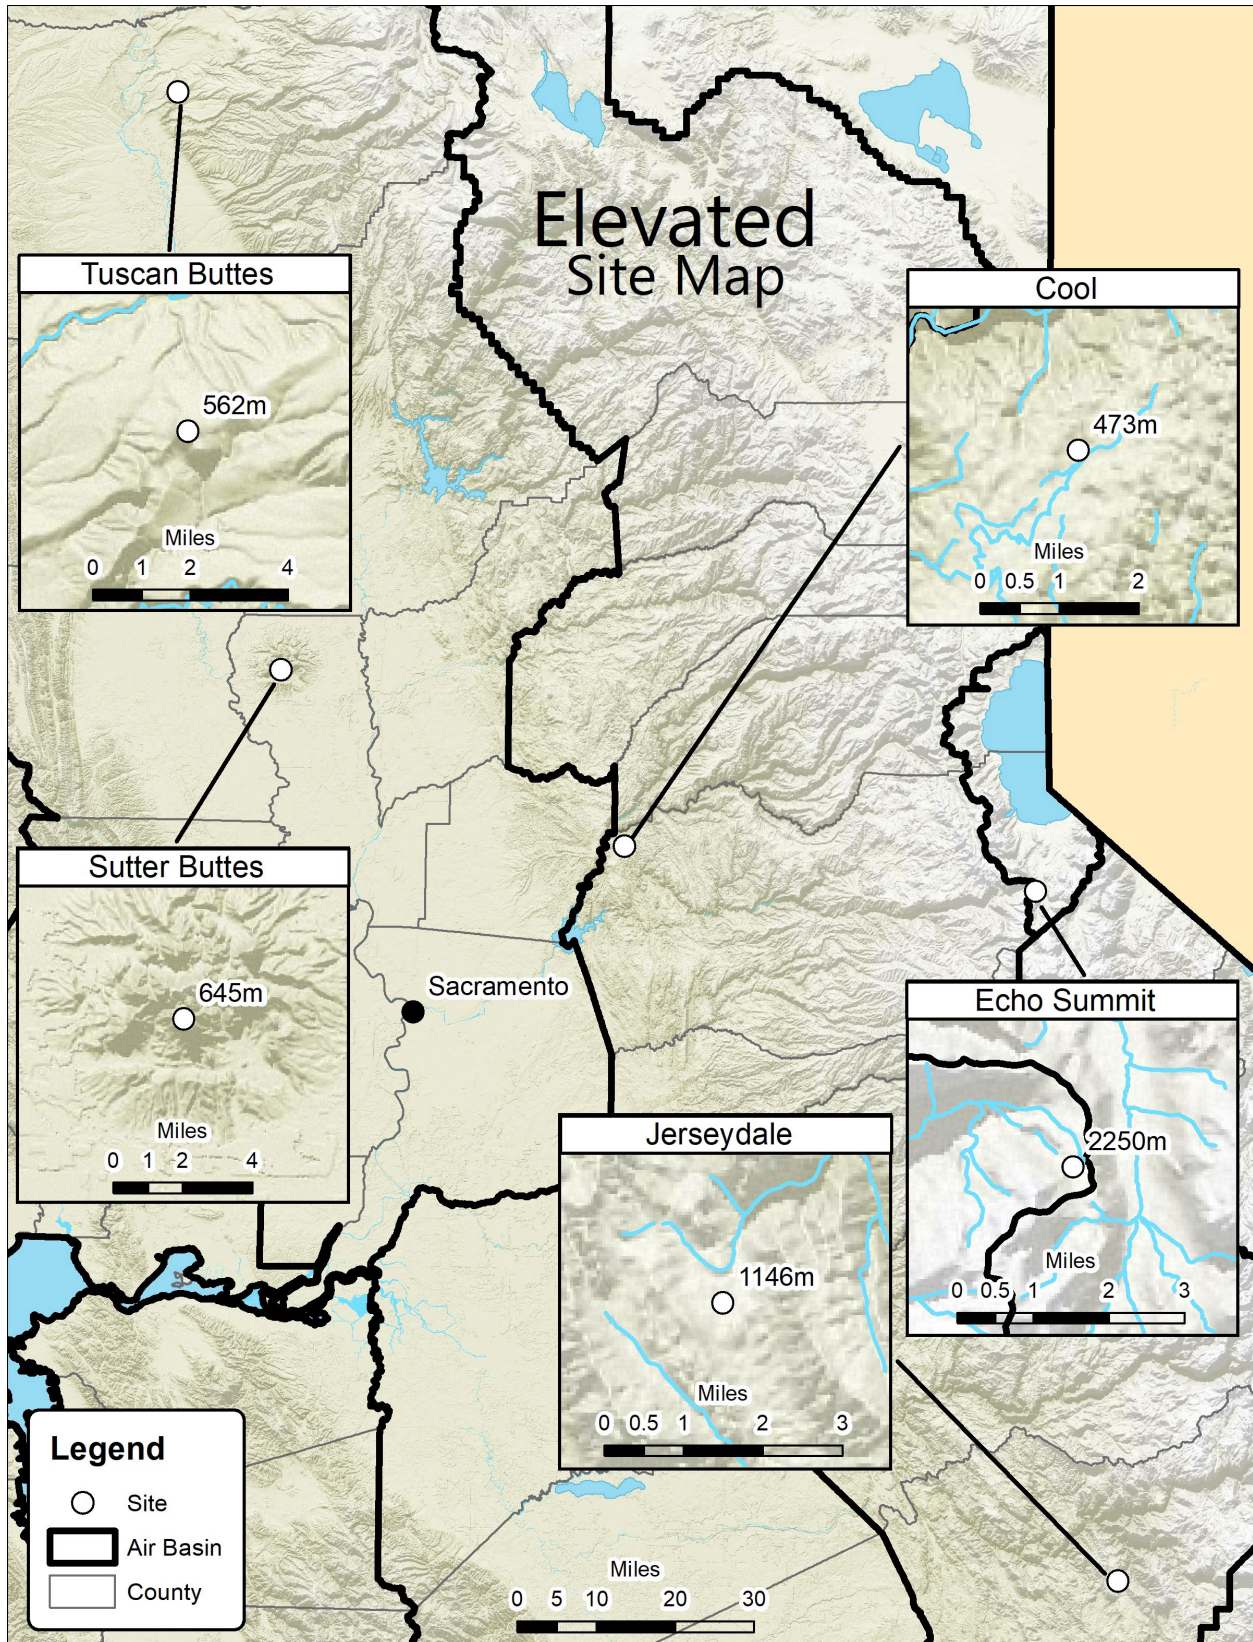 Elevated
Site Map
Tuscan Buttes
562m
Miles
0 1 2 4
Cool
473m
Miles
0 0.5 1 2
Sutter Buttes
645m
Miles
0 1 2 4
Sacramento
Echo Summit
2250m
Miles
0 0.5 1 2 3
Jerseydale
1146m
Miles
0 0.5 1 2 3
Legend
Site
Air Basin
County
Miles
0 5 10 20 30